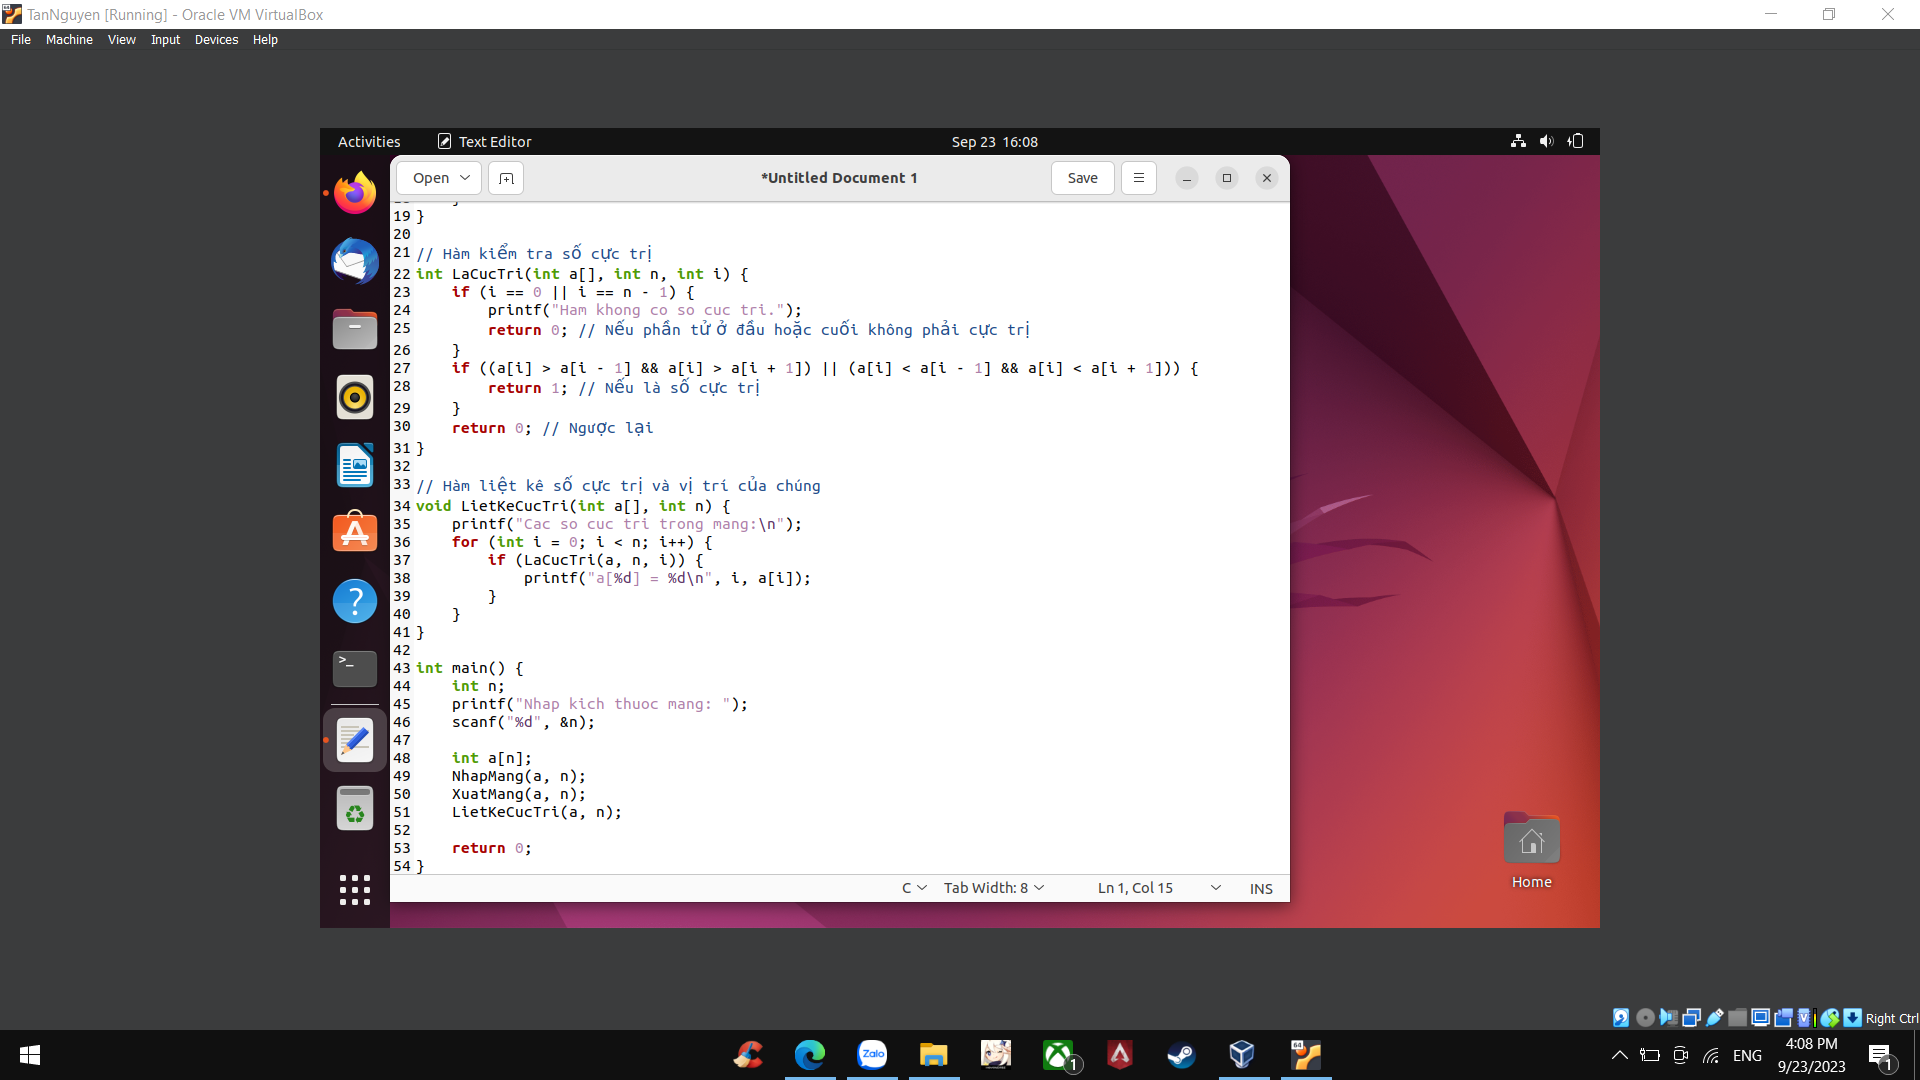 TanNguyen [Running] - Oracle VM VirtualBox
File Machine View Input Devices Help
Activities Text Editor Sep 23 16:08
Open *Untitled Document 1 Save
19 }
20
21 // Hàm kiểm tra số cực trị
22 int LaCucTri(int a[], int n, int i) {
23     if (i == 0 || i == n - 1) {
24         printf("Ham khong co so cuc tri.");
25         return 0; // Nếu phần tử ở đầu hoặc cuối không phải cực trị
26     }
27     if ((a[i] > a[i - 1] && a[i] > a[i + 1]) || (a[i] < a[i - 1] && a[i] < a[i + 1])) {
28         return 1; // Nếu là số cực trị
29     }
30     return 0; // Ngược lại
31 }
32
33 // Hàm liệt kê số cực trị và vị trí của chúng
34 void LietKeCucTri(int a[], int n) {
35     printf("Cac so cuc tri trong mang:\n");
36     for (int i = 0; i < n; i++) {
37         if (LaCucTri(a, n, i)) {
38             printf("a[%d] = %d\n", i, a[i]);
39         }
40     }
41 }
42
43 int main() {
44     int n;
45     printf("Nhap kich thuoc mang: ");
46     scanf("%d", &n);
47
48     int a[n];
49     NhapMang(a, n);
50     XuatMang(a, n);
51     LietKeCucTri(a, n);
52
53     return 0;
54 }
C Tab Width: 8 Ln 1, Col 15 INS
Home
Right Ctrl
Zalo
1
64
ENG
4:08 PM
9/23/2023
1